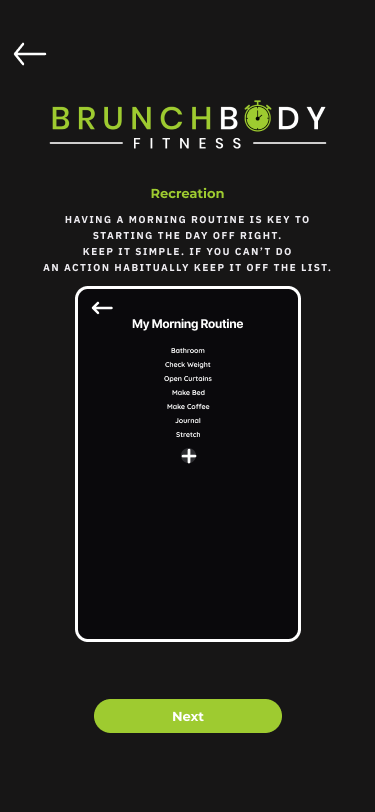 BRUNCHBODY
FITNESS
Recreation
HAVING A MORNING ROUTINE IS KEY TO
STARTING THE DAY OFF RIGHT.
KEEP IT SIMPLE. IF YOU CAN'T DO
AN ACTION HABITUALLY KEEP IT OFF THE LIST.
My Morning Routine
Bathroom
Check Weight
Open Curtains
Make Bed
Make Coffee
Journal
Stretch
Next